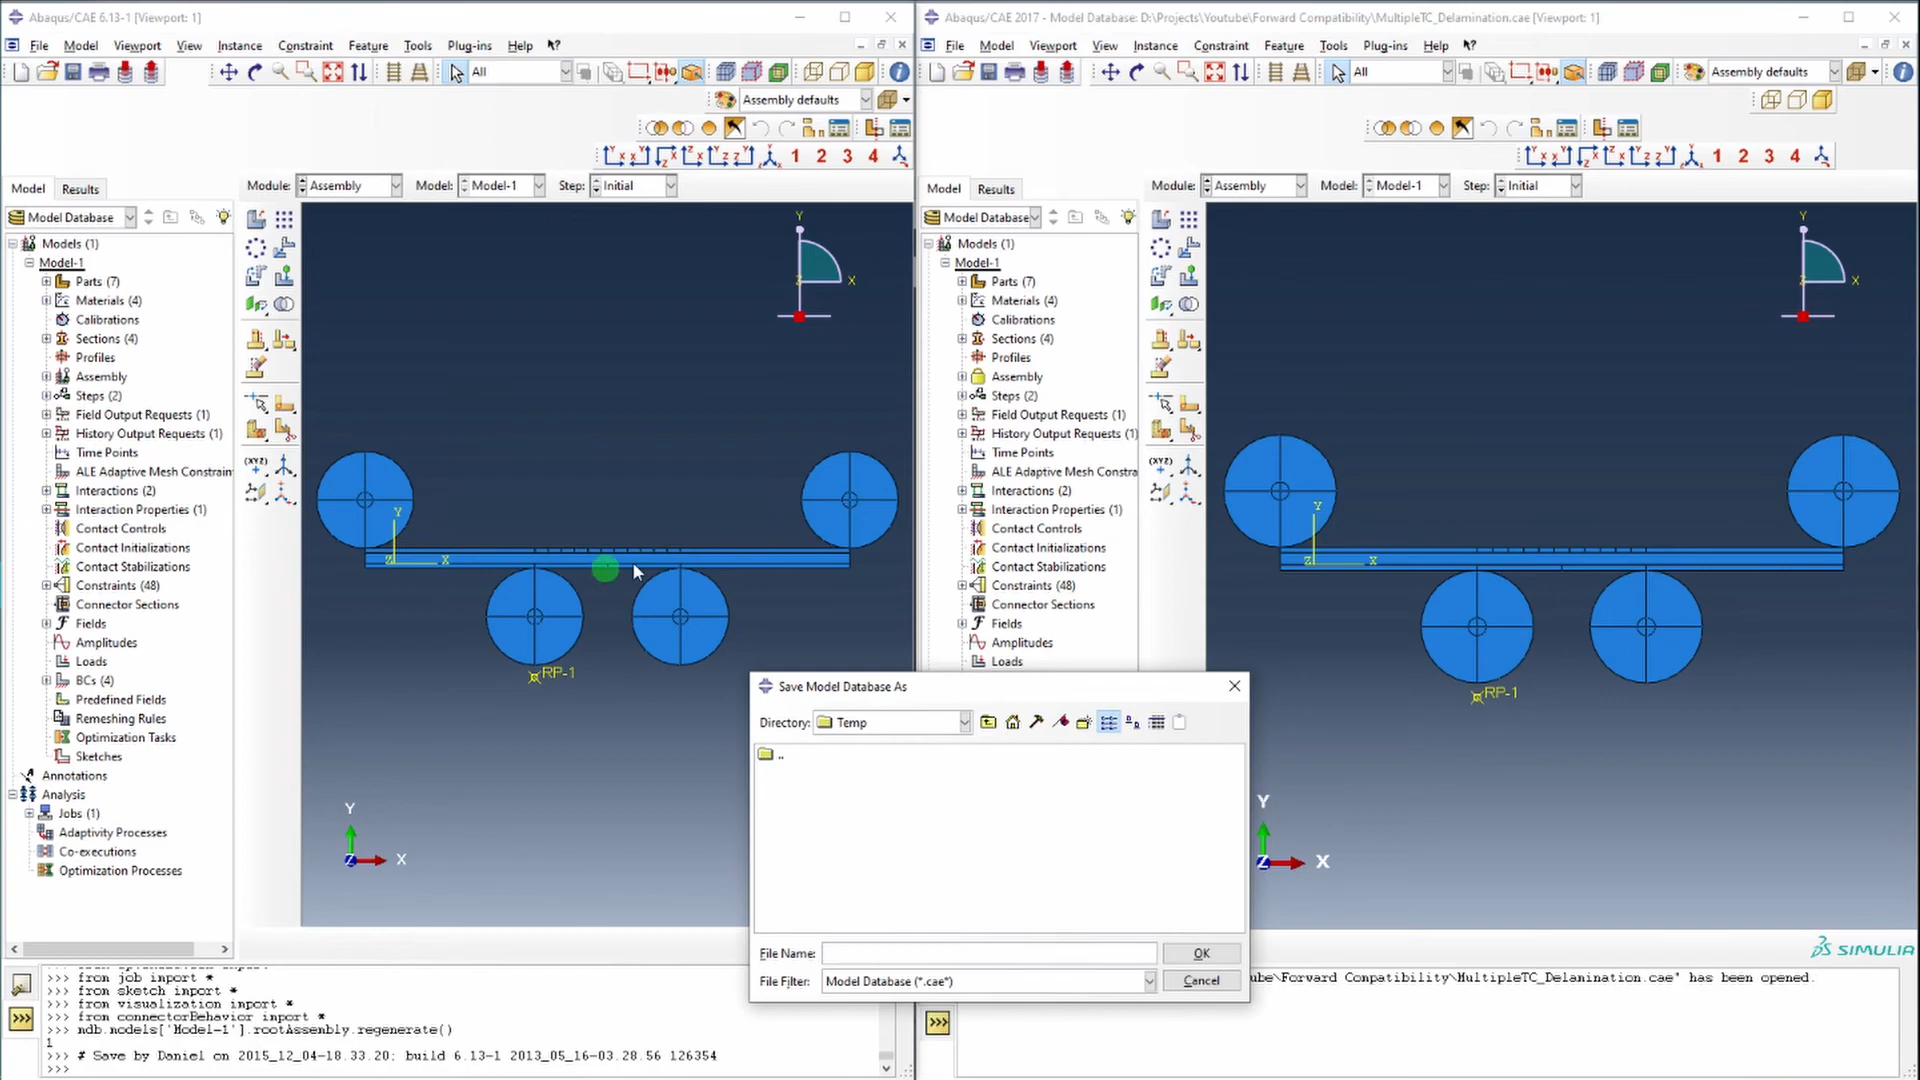 Abaqus/CAE 6.13-1 [Viewport: 1]
File Model Viewport View Instance Constraint Feature Tools Plug-ins Help
All
Assembly defaults
1 2 3 4
Model Results
Module: Assembly Model: Model-1 Step: Initial
Model Database
Models (1)
Model-1
Parts (7)
Materials (4)
Calibrations
Sections (4)
Profiles
Assembly
Steps (2)
Field Output Requests (1)
History Output Requests (1)
Time Points
ALE Adaptive Mesh Constrain
Interactions (2)
Interaction Properties (1)
Contact Controls
Contact Initializations
Contact Stabilizations
Constraints (48)
Connector Sections
Fields
Amplitudes
Loads
BCs (4)
Predefined Fields
Remeshing Rules
Optimization Tasks
Sketches
Annotations
Analysis
Jobs (1)
Adaptivity Processes
Co-executions
Optimization Processes
Y
X
Z
Y
Z X
RP-1
Y
Z X
>>> from job import *
>>> from sketch import *
>>> from visualization import *
>>> from connectorBehavior import *
>>> mdb.models['Model-1'].rootAssembly.regenerate()
1
>>> # Save by Daniel on 2015_12_04-18.33.20; build 6.13-1 2013_05_16-03.28.56 126354
>>>
Abaqus/CAE 2017 - Model Database: D:\Projects\Youtube\Forward Compatibility\MultipleTC_Delamination.cae [Viewport: 1]
File Model Viewport View Instance Constraint Feature Tools Plug-ins Help
All Assembly defaults
1 2 3 4
Model Results
Module: Assembly Model: Model-1 Step: Initial
Model Database
Models (1)
Model-1
Parts (7)
Materials (4)
Calibrations
Sections (4)
Profiles
Assembly
Steps (2)
Field Output Requests (1)
History Output Requests (1)
Time Points
ALE Adaptive Mesh Constra
Interactions (2)
Interaction Properties (1)
Contact Controls
Contact Initializations
Contact Stabilizations
Constraints (48)
Connector Sections
Fields
Amplitudes
Loads
Y
X
Z
Y
Z X
RP-1
Y
Z X
SIMULIA
ube\Forward Compatibility\MultipleTC_Delamination.cae" has been opened.
>>>
Save Model Database As
Directory: Temp
..
File Name: OK
File Filter: Model Database (*.cae*) Cancel